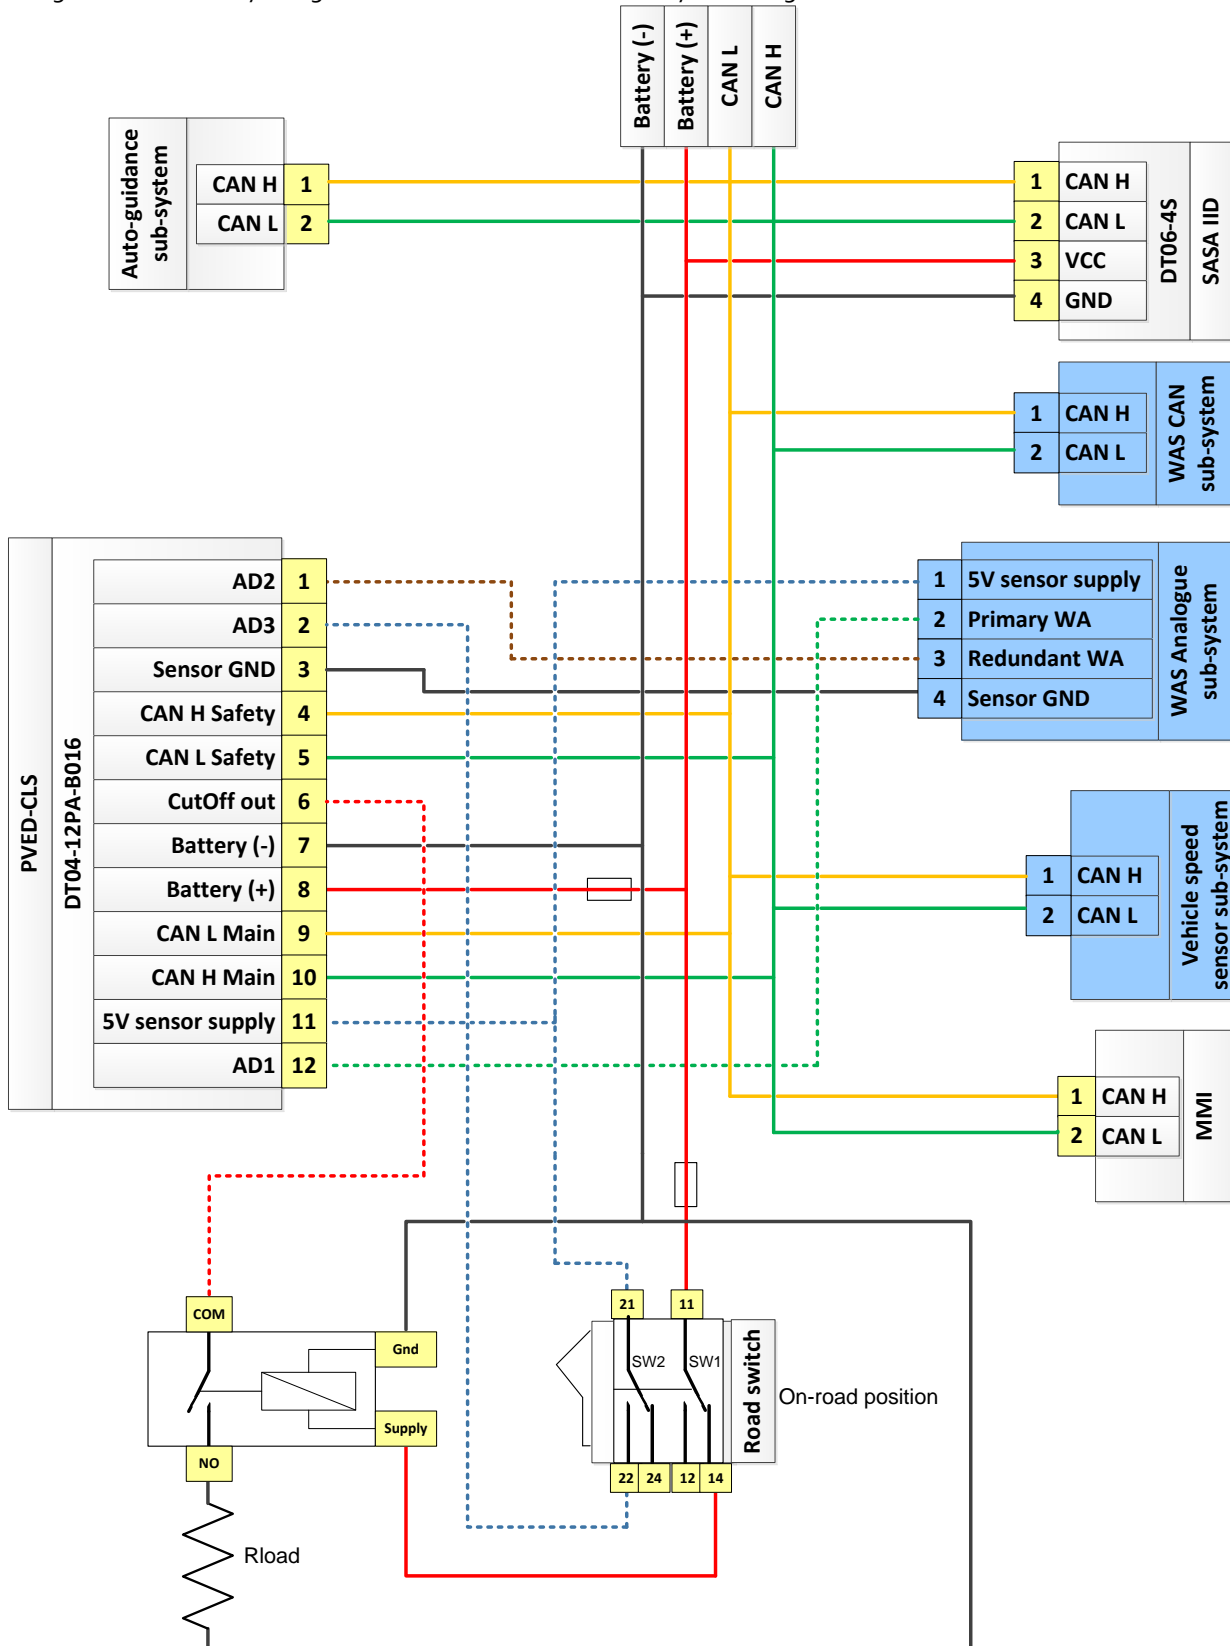 Battery (-)
Battery (+)
CAN L
CAN H
Auto-guidance
sub-system
CAN H 1
CAN L 2
1 CAN H
2 CAN L
3 VCC
4 GND
DT06-4S
SASA IID
1 CAN H
2 CAN L
WAS CAN
sub-system
PVED-CLS
DT04-12PA-B016
AD2 1
AD3 2
Sensor GND 3
CAN H Safety 4
CAN L Safety 5
CutOff out 6
Battery (-) 7
Battery (+) 8
CAN L Main 9
CAN H Main 10
5V sensor supply 11
AD1 12
1 5V sensor supply
2 Primary WA
3 Redundant WA
4 Sensor GND
WAS Analogue
sub-system
1 CAN H
2 CAN L
Vehicle speed
sensor sub-system
1 CAN H
2 CAN L
MMI
COM
Gnd
Supply
NO
Rload
21 11
SW2 SW1
22 24 12 14
Road switch
On-road position